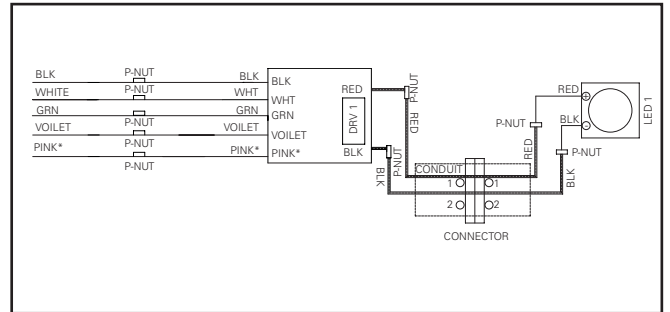 BLK P-NUT BLK BLK
WHITE P-NUT WHT WHT
GRN P-NUT GRN GRN
VOILET P-NUT VOILET VOILET
PINK* P-NUT PINK* PINK*
RED
DRV 1
BLK
P-NUT
RED
P-NUT
BLK
CONDUIT
1 1
2 2
CONNECTOR
RED
BLK
LED 1
P-NUT
RED
P-NUT
BLK